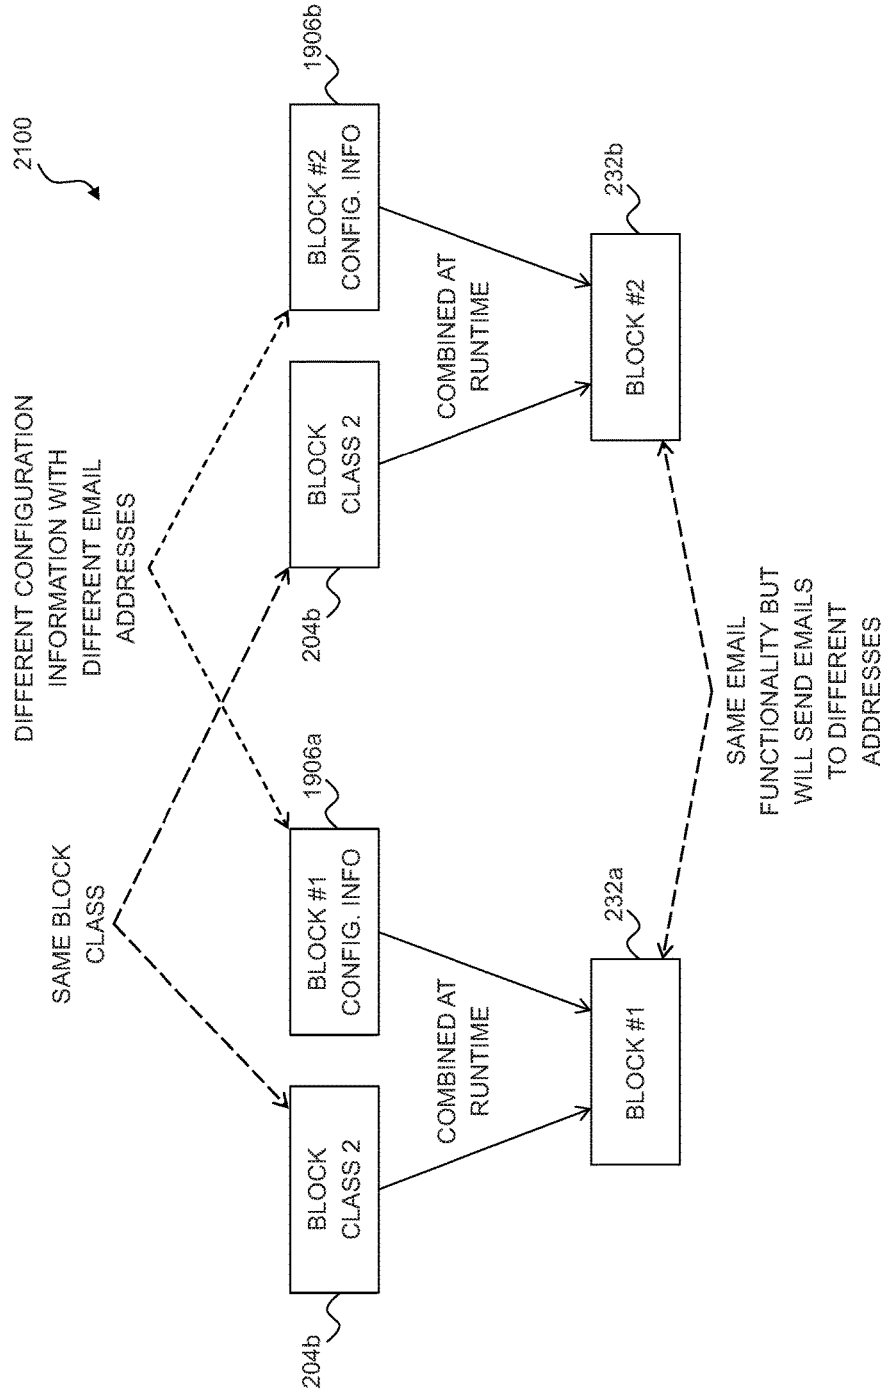 2100
DIFFERENT CONFIGURATION
INFORMATION WITH
DIFFERENT EMAIL
ADDRESSES
SAME BLOCK
CLASS
204b
BLOCK
CLASS 2
1906a
BLOCK #1
CONFIG. INFO
204b
BLOCK
CLASS 2
1906b
BLOCK #2
CONFIG. INFO
COMBINED AT
RUNTIME
COMBINED AT
RUNTIME
232a
BLOCK #1
232b
BLOCK #2
SAME EMAIL
FUNCTIONALITY BUT
WILL SEND EMAILS
TO DIFFERENT
ADDRESSES